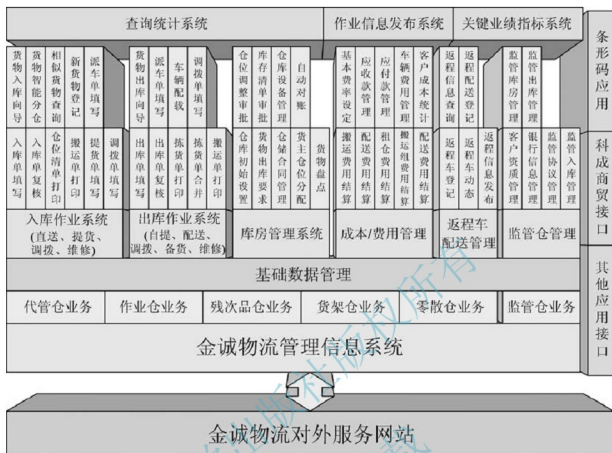 查询统计系统
作业信息发布系统
关键业绩指标系统
货物入库向导
货物智能分仓
相似货物查询
新货物登记
派车单填写
货物出库向导
派车单填写
车辆配载
调拨单填写
仓位调整审批
库存清单审批
仓库设备管理
自动对账
基本费率设定
应收款管理
应付款管理
车辆费用管理
客户成本统计
返程信息查询
返程配送登记
监管库房管理
监管出库管理
入库单填写
入库单复核
仓位清单打印
搬运单打印
提货单填写
调拨单填写
出库单填写
出库单复核
拣货单打印
拣货单合并
搬运单打印
仓库初始设置
货物出库要求
仓储合同管理
货主仓位分配
货物盘点
搬运费用结算
配送费用结算
租仓费用结算
搬运组费用结算
配送费用结算
返程车登记
返程车动态
返程信息发布
客户资质管理
银行信息管理
监管协议管理
监管入库管理
入库作业系统
(直送、提货、
调拨、维修)
出库作业系统
(自提、配送、
调拨、备货、维修)
库房管理系统
成本/费用管理
返程车
配送管理
监管仓管理
基础数据管理
代管仓业务
作业仓业务
残次品仓业务
货架仓业务
零散仓业务
监管仓业务
金诚物流管理信息系统
金诚物流对外服务网站
条形码应用
科成商贸接口
其他应用接口
出版社版权所有